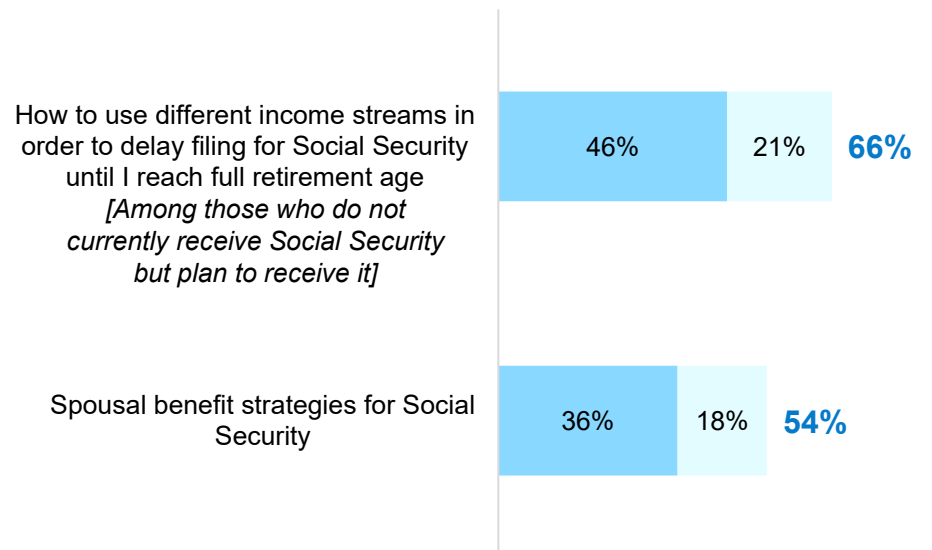 How to use different income streams in
order to delay filing for Social Security
until I reach full retirement age
[Among those who do not
currently receive Social Security
but plan to receive it]
46%
21%
66%
Spousal benefit strategies for Social
Security
36%
18%
54%